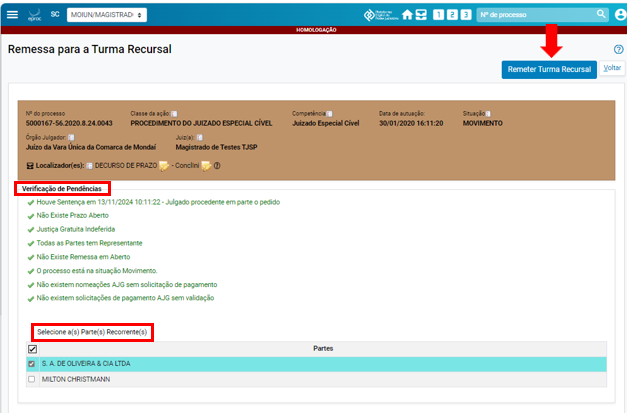 eproc
SC
MOIUN/MAGISTRAD
1 2 3
Nº de processo
HOMOLOGAÇÃO
Remessa para a Turma Recursal
Remeter Turma Recursal
Voltar
Nº do processo
Classe da ação
Competência
Data de autuação:
Situação
5000167-56.2020.8.24.0043
PROCEDIMENTO DO JUIZADO ESPECIAL CÍVEL
Juizado Especial Cível
30/01/2020 16:11:20
MOVIMENTO
Órgão Julgador:
Juiz(a):
Juízo da Vara Única da Comarca de Mondaí
Magistrado de Testes TJSP
Localizador(es): DECURSO DE PRAZO - Conclini
Verificação de Pendências
Houve Sentença em 13/11/2024 10:11:22 - Julgado procedente em parte o pedido
Não Existe Prazo Aberto
Justiça Gratuita Indeferida
Todas as Partes tem Representante
Não Existe Remessa em Aberto
O processo está na situação Movimento.
Não existem nomeações AJG sem solicitação de pagamento
Não existem solicitações de pagamento AJG sem validação
Selecione a(s) Parte(s) Recorrente(s)
Partes
S. A. DE OLIVEIRA & CIA LTDA
MILTON CHRISTMANN